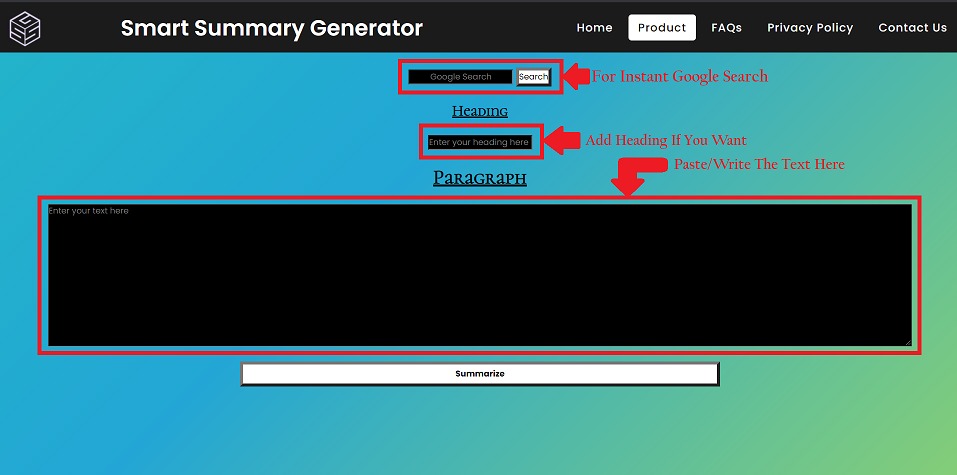 Smart Summary Generator
Home Product FAQs Privacy Policy Contact Us
Google Search Search For Instant Google Search
Heading
Enter your heading here Add Heading If You Want
Paste/Write The Text Here
Paragraph
Enter your text here
Summarize